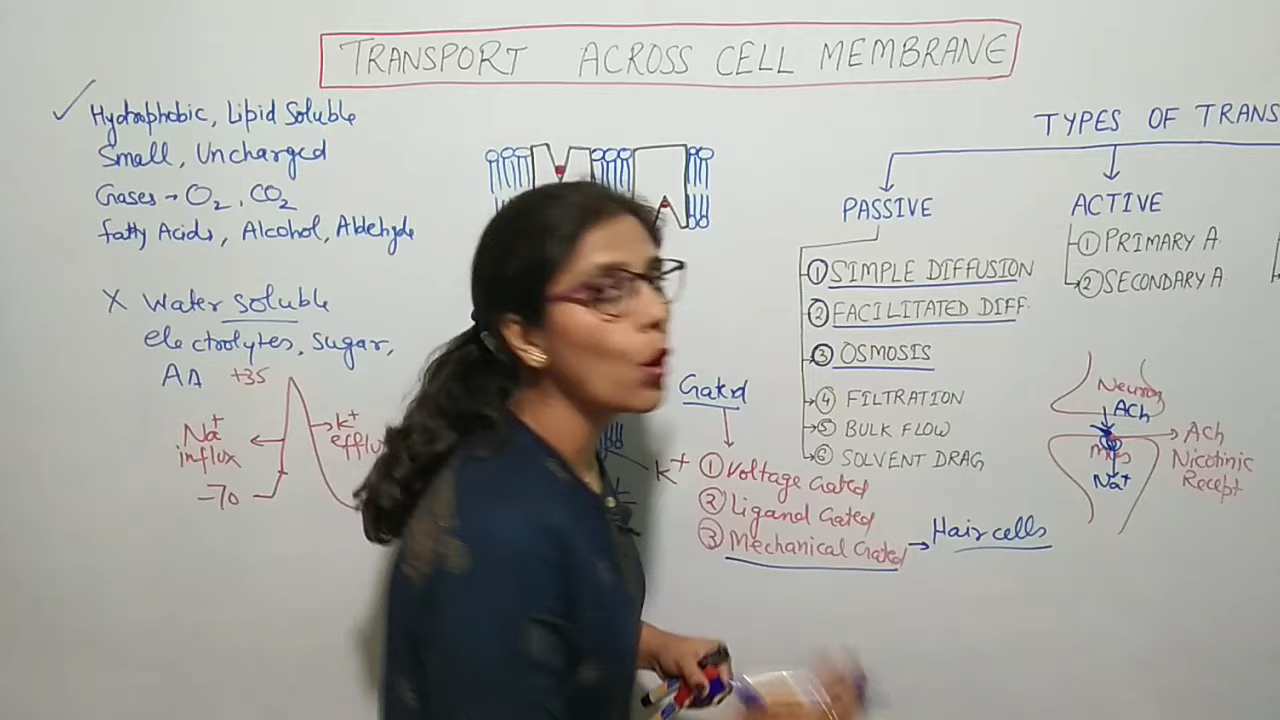 TRANSPORT ACROSS CELL MEMBRANE
Hydrophobic, Lipid Soluble
Small, Uncharged
Gases → O2, CO2
Fatty Acids, Alcohol, Aldehyde
X Water soluble
electrolytes, sugar,
AA
+35
Na+
influx
K+
efflux
-70
K+
Gated
① Voltage Gated
② Ligand Gated
③ Mechanical Gated → Hair cells
TYPES OF TRANS
PASSIVE
① SIMPLE DIFFUSION
② FACILITATED DIFF.
③ OSMOSIS
④ FILTRATION
⑤ BULK FLOW
⑥ SOLVENT DRAG
ACTIVE
① PRIMARY A.
② SECONDARY A.
Neuron
ACh
Na+
ACh
Nicotinic
Recept